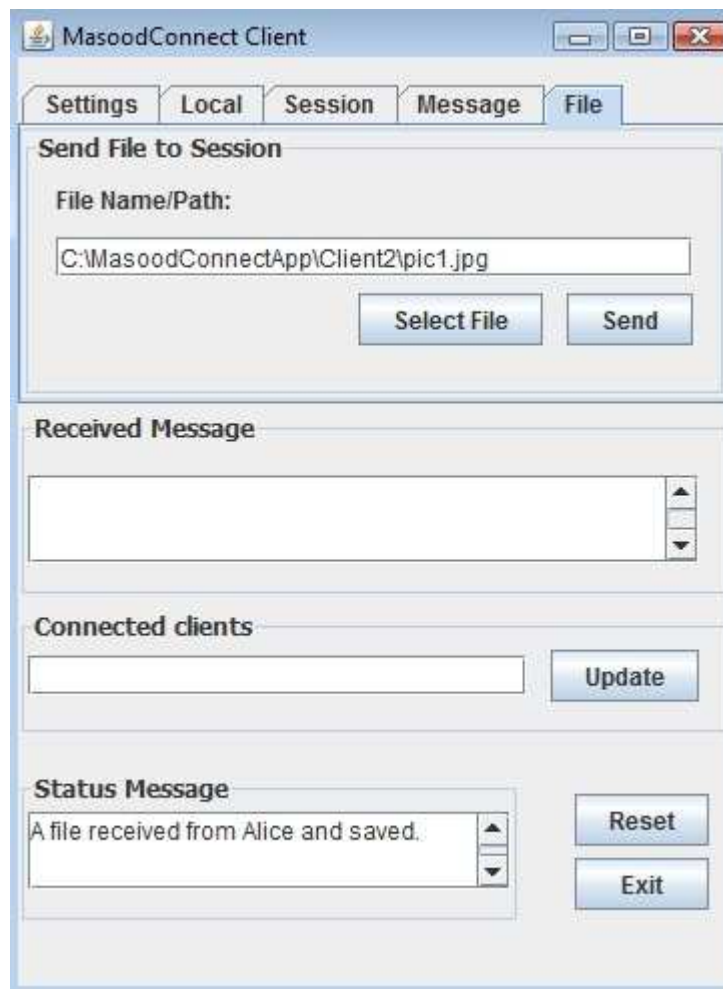 MasoodConnect Client
Settings Local Session Message File
Send File to Session
File Name/Path:
C:\MasoodConnectApp\Client2\pic1.jpg
Select File Send
Received Message
Connected clients
Update
Status Message
A file received from Alice and saved.
Reset
Exit